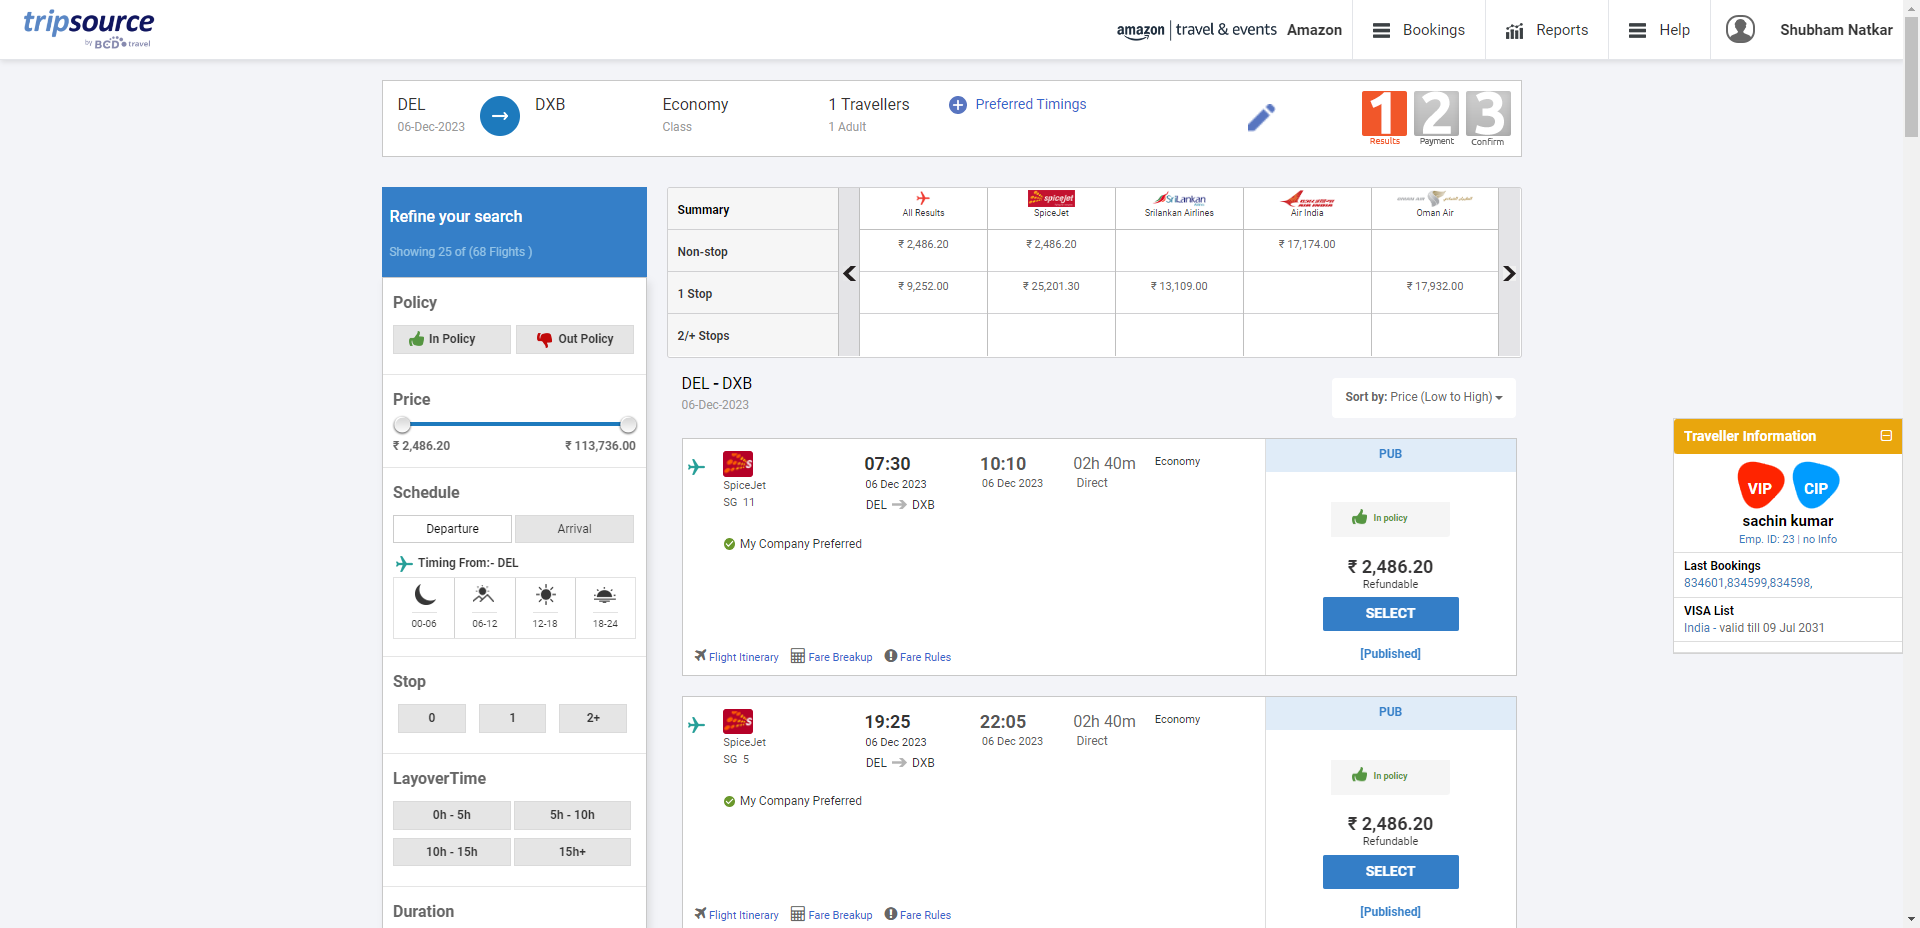 tripsource
by BCD travel
amazon | travel & events Amazon
Bookings
Reports
Help
Shubham Natkar
DEL
06-Dec-2023
DXB
Economy
Class
1 Travellers
1 Adult
Preferred Timings
1 2 3
Results Payment Confirm
Refine your search
Showing 25 of (68 Flights )
Policy
In Policy
Out Policy
Price
₹ 2,486.20 ₹ 113,736.00
Schedule
Departure Arrival
Timing From:- DEL
00-06 06-12 12-18 18-24
Stop
0 1 2+
LayoverTime
0h - 5h 5h - 10h
10h - 15h 15h+
Duration
Summary
All Results
spicejet
SpiceJet
SriLankan
Srilankan Airlines
AIR INDIA
Air India
Oman Air
Non-stop ₹ 2,486.20 ₹ 2,486.20 ₹ 17,174.00
1 Stop ₹ 9,252.00 ₹ 25,201.30 ₹ 13,109.00 ₹ 17,932.00
2/+ Stops
DEL - DXB
06-Dec-2023
Sort by: Price (Low to High)
SpiceJet
SG 11
07:30
06 Dec 2023
DEL DXB
10:10
06 Dec 2023
02h 40m
Direct
Economy
My Company Preferred
Flight Itinerary Fare Breakup Fare Rules
PUB
In policy
₹ 2,486.20
Refundable
SELECT
[Published]
SpiceJet
SG 5
19:25
06 Dec 2023
DEL DXB
22:05
06 Dec 2023
02h 40m
Direct
Economy
My Company Preferred
Flight Itinerary Fare Breakup Fare Rules
PUB
In policy
₹ 2,486.20
Refundable
SELECT
[Published]
Traveller Information
VIP CIP
sachin kumar
Emp. ID: 23 | no Info
Last Bookings
834601,834599,834598,
VISA List
India - valid till 09 Jul 2031